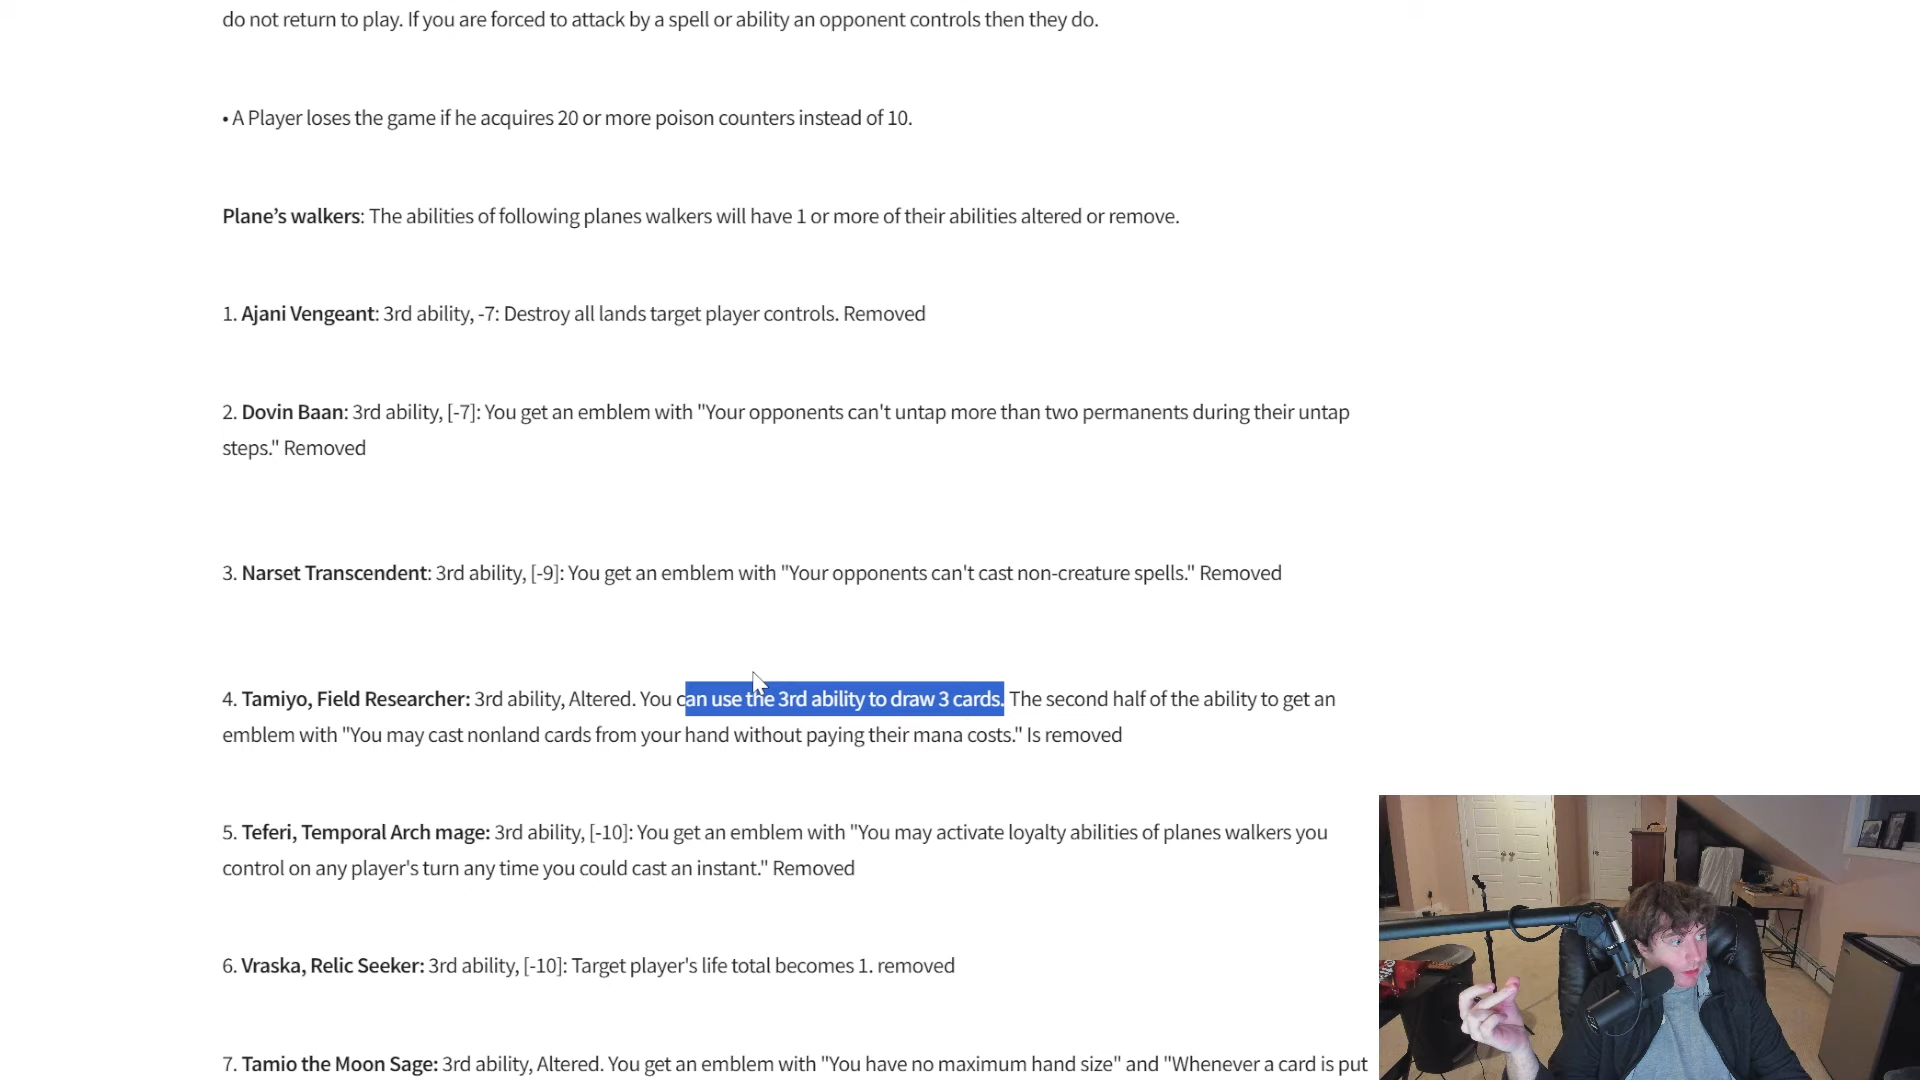 do not return to play. If you are forced to attack by a spell or ability an opponent controls then they do.
• A Player loses the game if he acquires 20 or more poison counters instead of 10.
Plane’s walkers: The abilities of following planes walkers will have 1 or more of their abilities altered or remove.
1. Ajani Vengeant: 3rd ability, -7: Destroy all lands target player controls. Removed
2. Dovin Baan: 3rd ability, [-7]: You get an emblem with "Your opponents can't untap more than two permanents during their untap
steps." Removed
3. Narset Transcendent: 3rd ability, [-9]: You get an emblem with "Your opponents can't cast non-creature spells." Removed
4. Tamiyo, Field Researcher: 3rd ability, Altered. You can use the 3rd ability to draw 3 cards. The second half of the ability to get an
emblem with "You may cast nonland cards from your hand without paying their mana costs." Is removed
5. Teferi, Temporal Arch mage: 3rd ability, [-10]: You get an emblem with "You may activate loyalty abilities of planes walkers you
control on any player's turn any time you could cast an instant." Removed
6. Vraska, Relic Seeker: 3rd ability, [-10]: Target player's life total becomes 1. removed
7. Tamio the Moon Sage: 3rd ability, Altered. You get an emblem with "You have no maximum hand size" and "Whenever a card is put